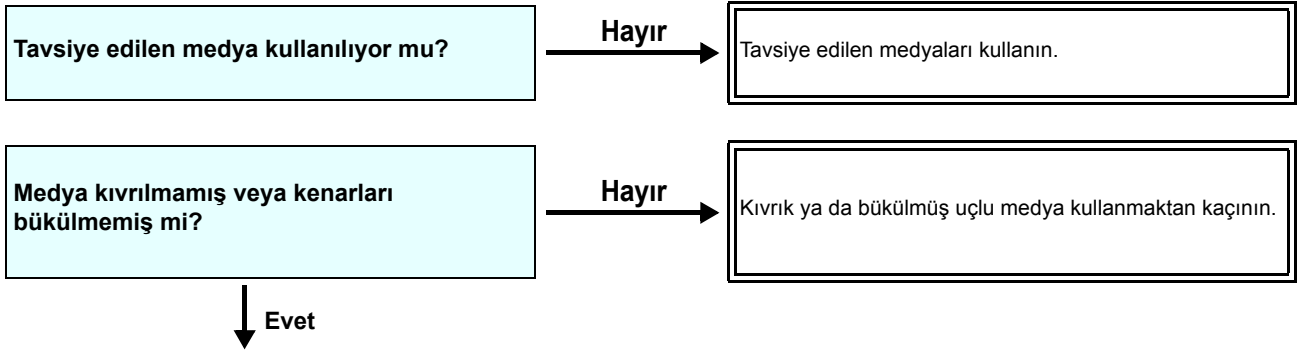 Tavsiye edilen medya kullanılıyor mu?
Hayır
Tavsiye edilen medyaları kullanın.
Medya kıvrılmamış veya kenarları
bükülmemiş mi?
Hayır
Kıvrık ya da bükülmüş uçlu medya kullanmaktan kaçının.
Evet